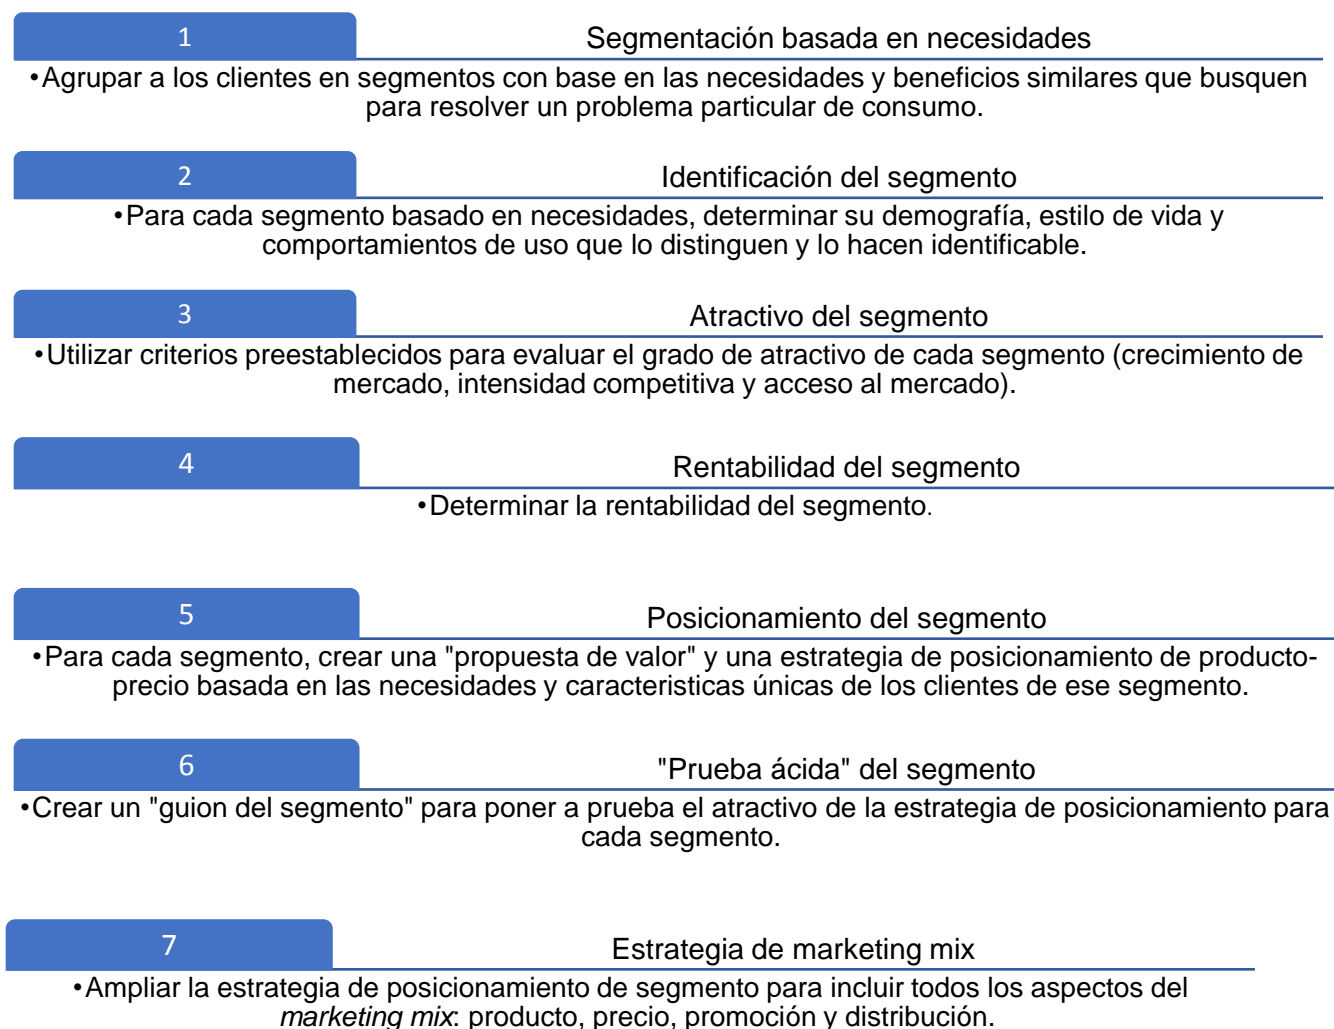 1
Segmentación basada en necesidades
•Agrupar a los clientes en segmentos con base en las necesidades y beneficios similares que busquen
para resolver un problema particular de consumo.
2
Identificación del segmento
•Para cada segmento basado en necesidades, determinar su demografía, estilo de vida y
comportamientos de uso que lo distinguen y lo hacen identificable.
3
Atractivo del segmento
•Utilizar criterios preestablecidos para evaluar el grado de atractivo de cada segmento (crecimiento de
mercado, intensidad competitiva y acceso al mercado).
4
Rentabilidad del segmento
•Determinar la rentabilidad del segmento.
5
Posicionamiento del segmento
•Para cada segmento, crear una "propuesta de valor" y una estrategia de posicionamiento de producto-
precio basada en las necesidades y caracteristicas únicas de los clientes de ese segmento.
6
"Prueba ácida" del segmento
•Crear un "guion del segmento" para poner a prueba el atractivo de la estrategia de posicionamiento para
cada segmento.
7
Estrategia de marketing mix
•Ampliar la estrategia de posicionamiento de segmento para incluir todos los aspectos del
marketing mix: producto, precio, promoción y distribución.